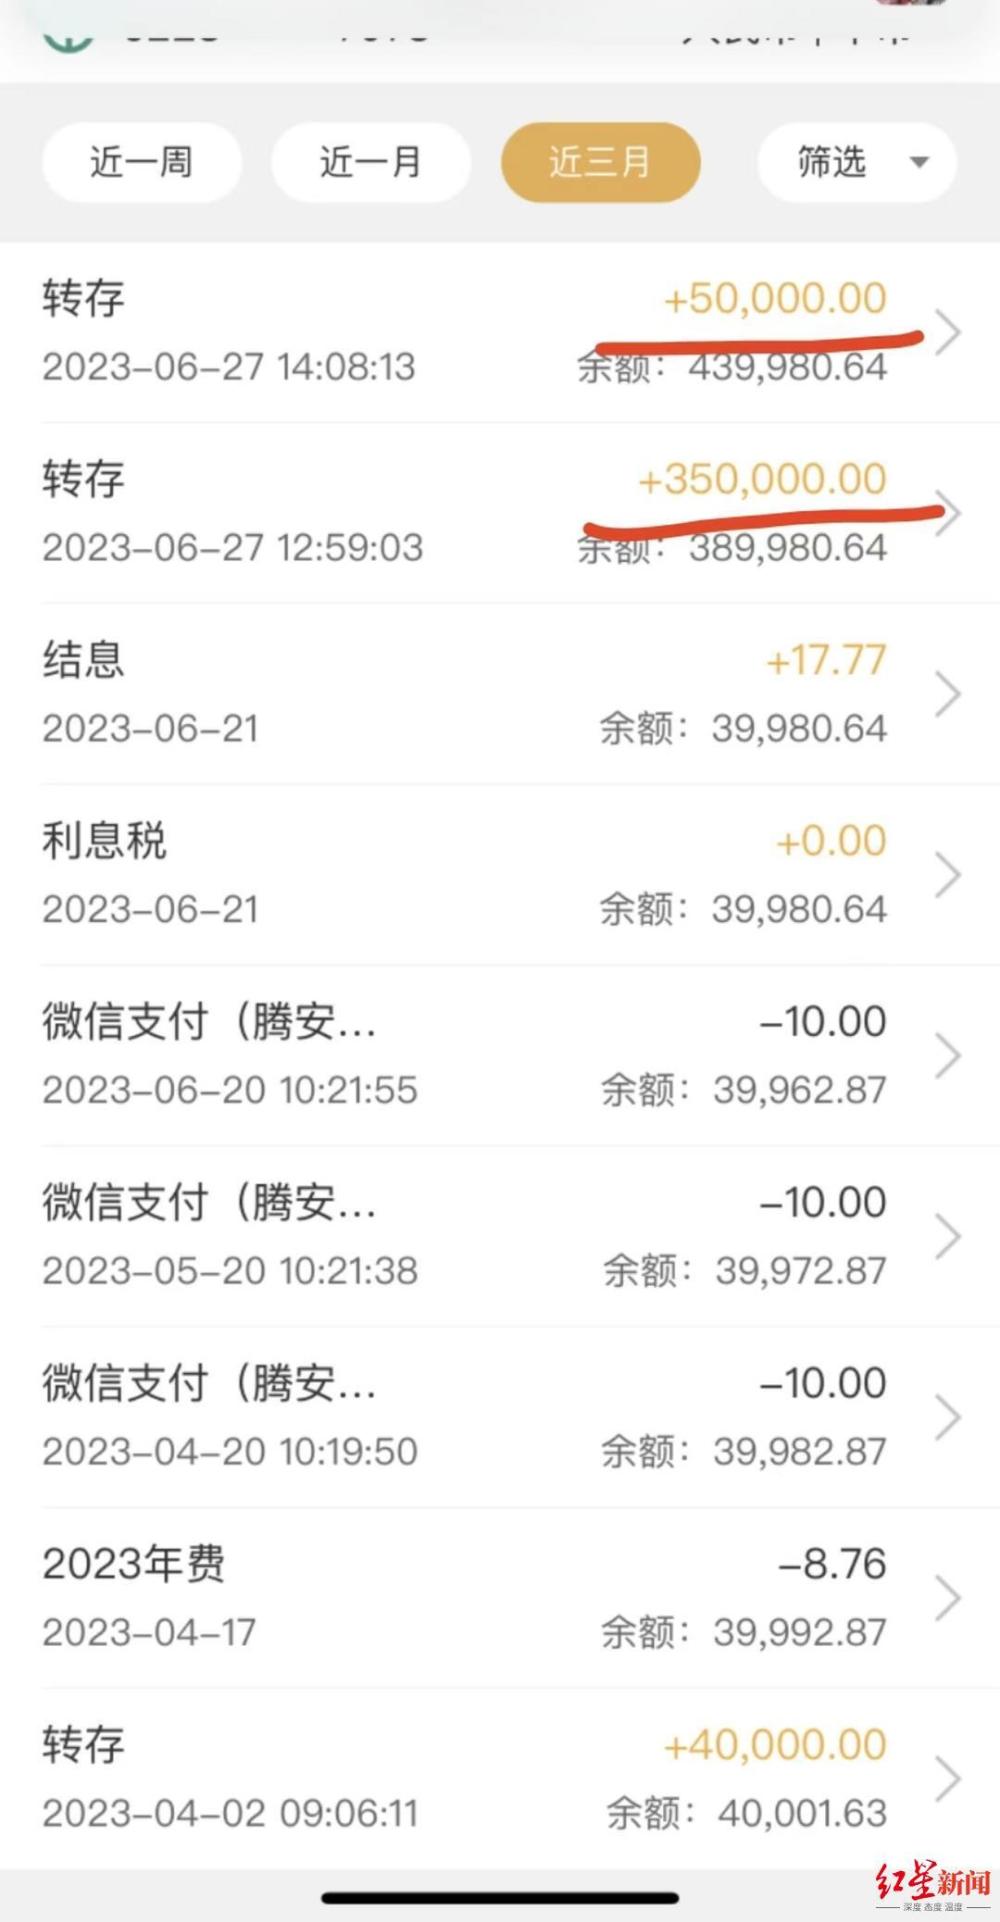 近一周 近一月 近三月 筛选
转存 +50,000.00
2023-06-27 14:08:13 余额: 439,980.64
转存 +350,000.00
2023-06-27 12:59:03 余额: 389,980.64
结息 +17.77
2023-06-21 余额: 39,980.64
利息税 +0.00
2023-06-21 余额: 39,980.64
微信支付（腾安... -10.00
2023-06-20 10:21:55 余额: 39,962.87
微信支付（腾安... -10.00
2023-05-20 10:21:38 余额: 39,972.87
微信支付（腾安... -10.00
2023-04-20 10:19:50 余额: 39,982.87
2023年费 -8.76
2023-04-17 余额: 39,992.87
转存 +40,000.00
2023-04-02 09:06:11 余额: 40,001.63
红星新闻
深度 态度 温度